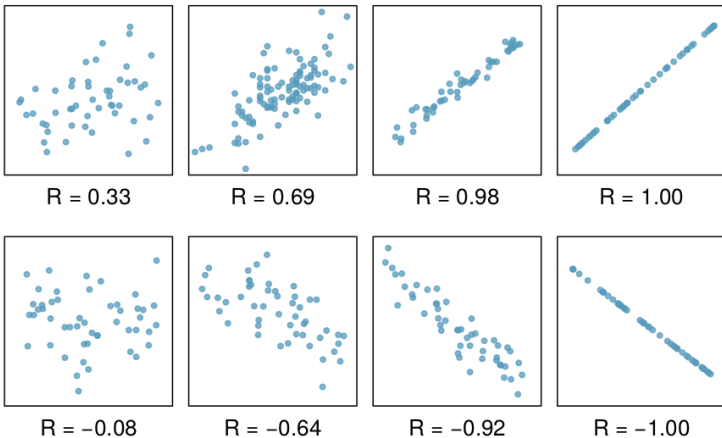 R = 0.33
R = 0.69
R = 0.98
R = 1.00
R = −0.08
R = −0.64
R = −0.92
R = −1.00